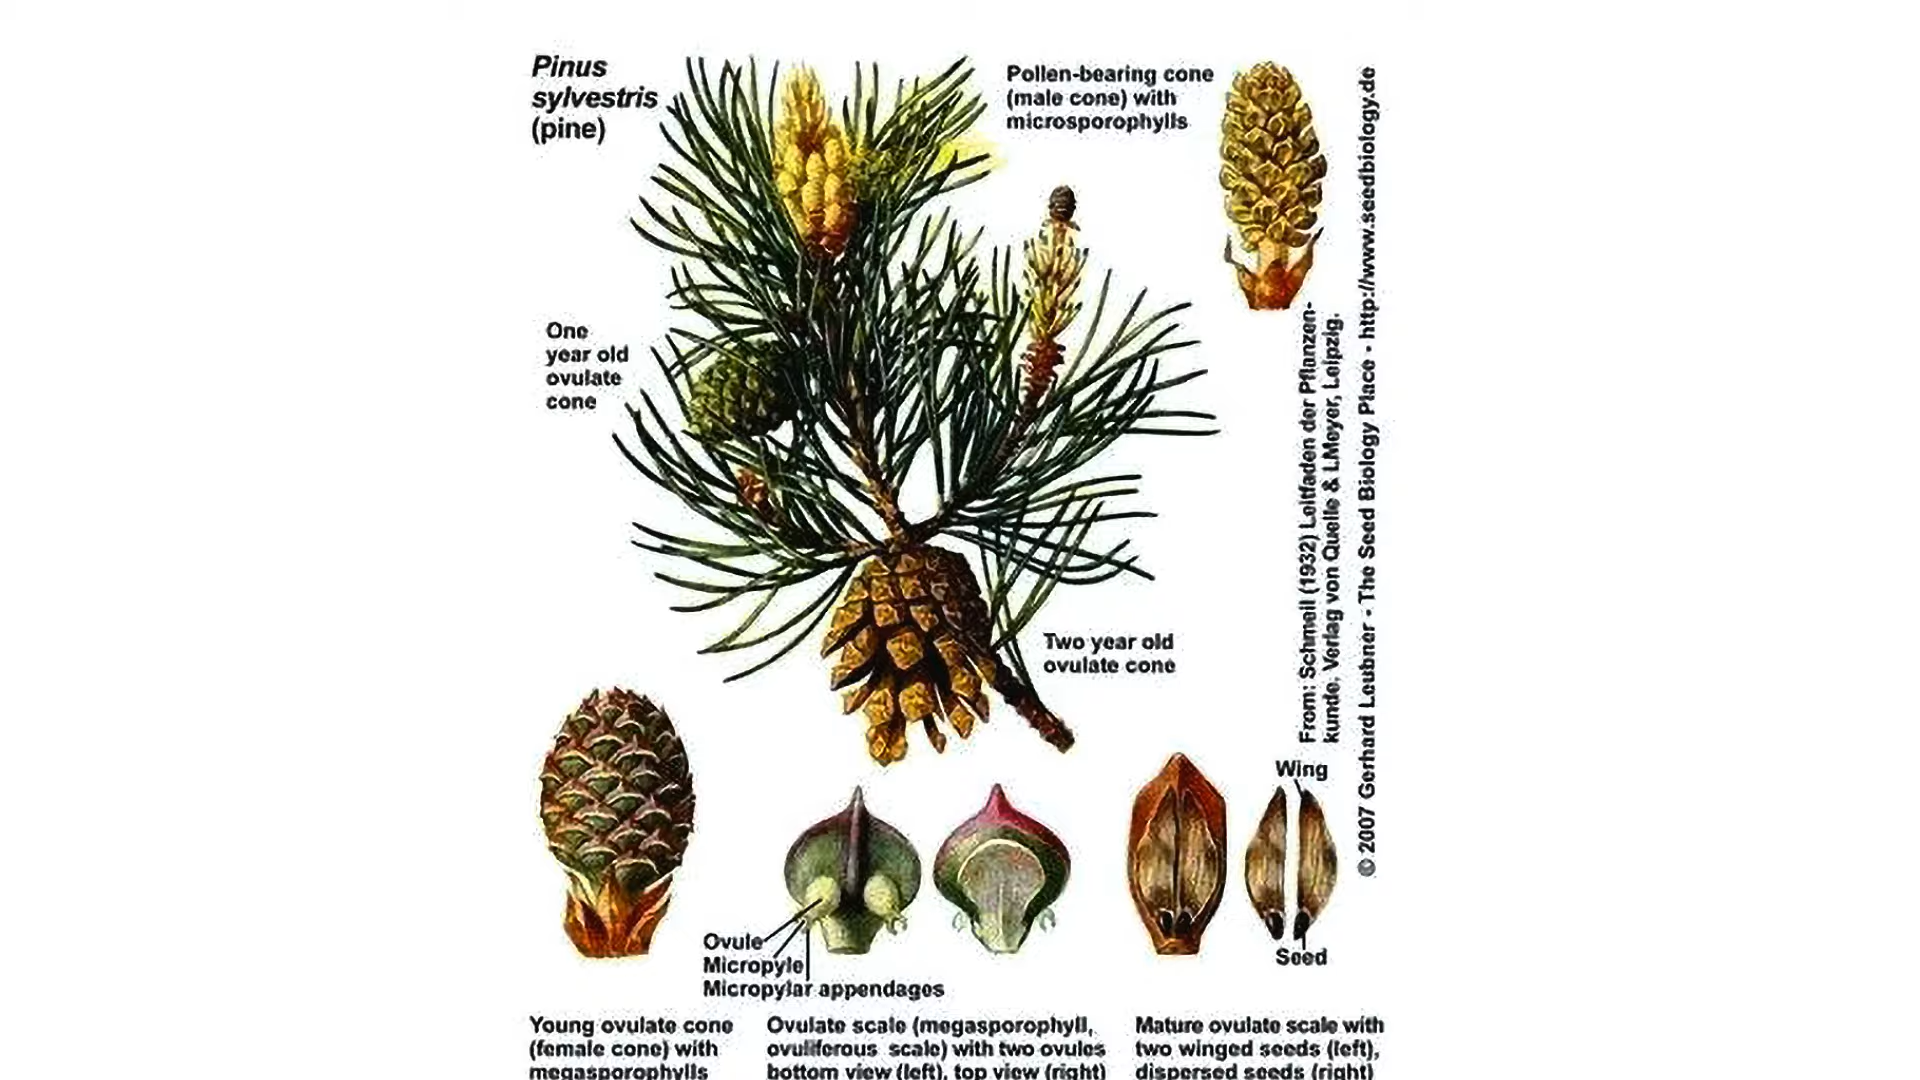 Pinus
sylvestris
(pine)
Pollen-bearing cone
(male cone) with
microsporophylls
One
year old
ovulate
cone
Two year old
ovulate cone
From: Schmeil (1932) Leitfaden der Pflanzen-
kunde. Verlag von Quelle & LMeyer, Leipzig.
© 2007 Gerhard Leubner - The Seed Biology Place - http://www.seedbiology.de
Wing
Seed
Ovule
Micropyle
Micropylar appendages
Young ovulate cone
(female cone) with
megasporophylls
Ovulate scale (megasporophyll,
ovuliferous scale) with two ovules
bottom view (left), top view (right)
Mature ovulate scale with
two winged seeds (left),
dispersed seeds (right)